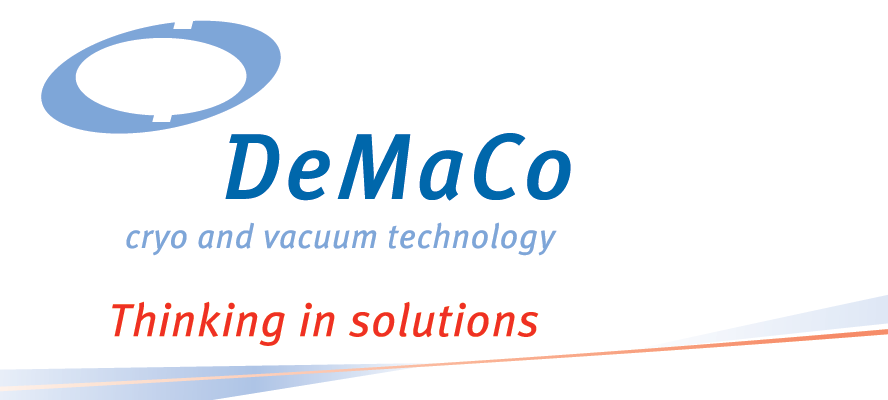 DeMaCo
cryo and vacuum technology
Thinking in solutions